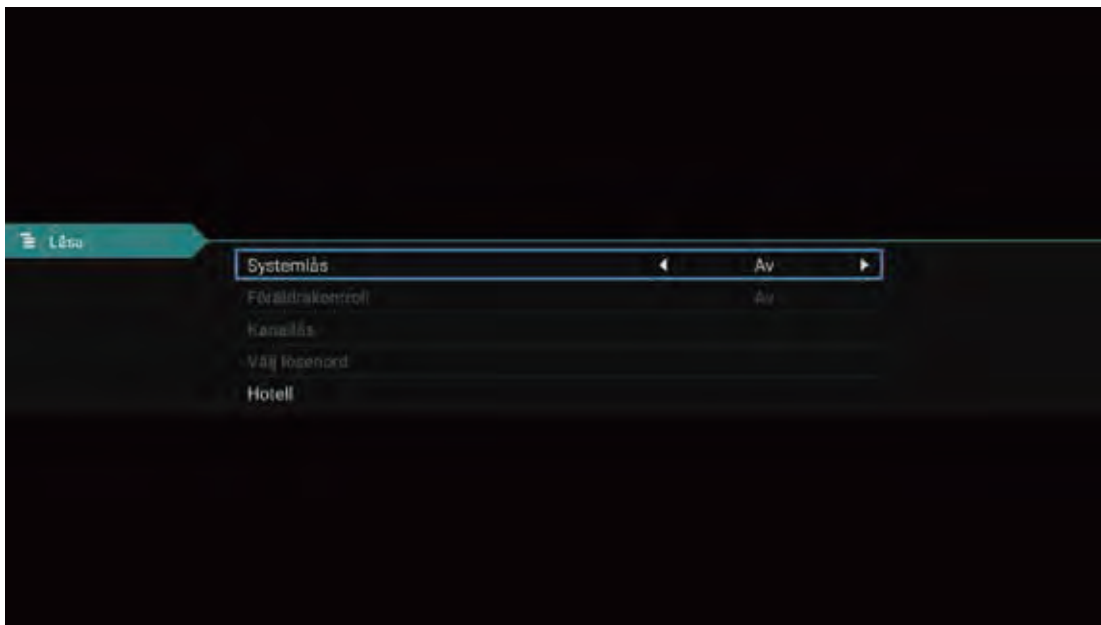 Låsa
Systemlås Av
Föräldrakontroll Av
Kanallås
Välj lösenord
Hotell